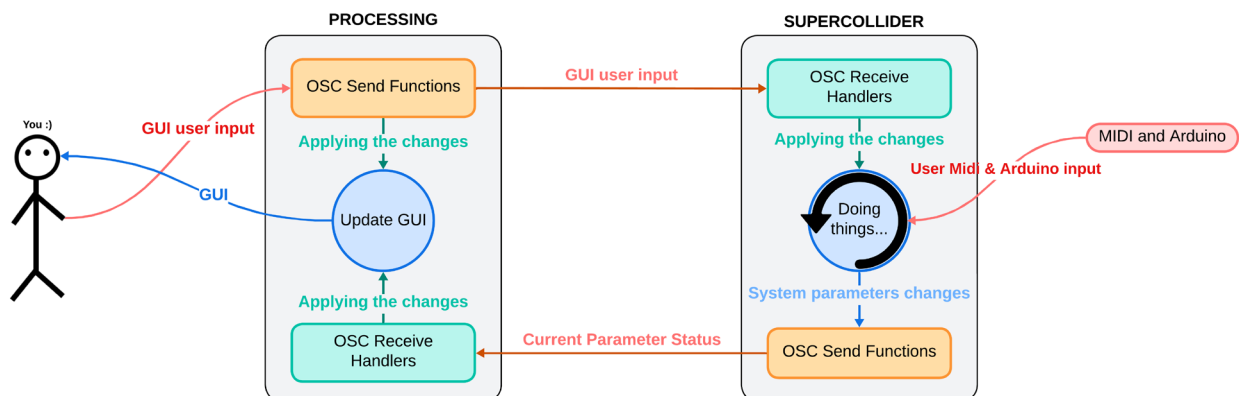 PROCESSING
SUPERCOLLIDER
OSC Send Functions
GUI user input
OSC Receive
Handlers
You :)
GUI user input
Applying the changes
Applying the changes
MIDI and Arduino
User Midi & Arduino input
GUI
Update GUI
Doing
things...
Applying the changes
System parameters changes
OSC Receive
Handlers
Current Parameter Status
OSC Send Functions